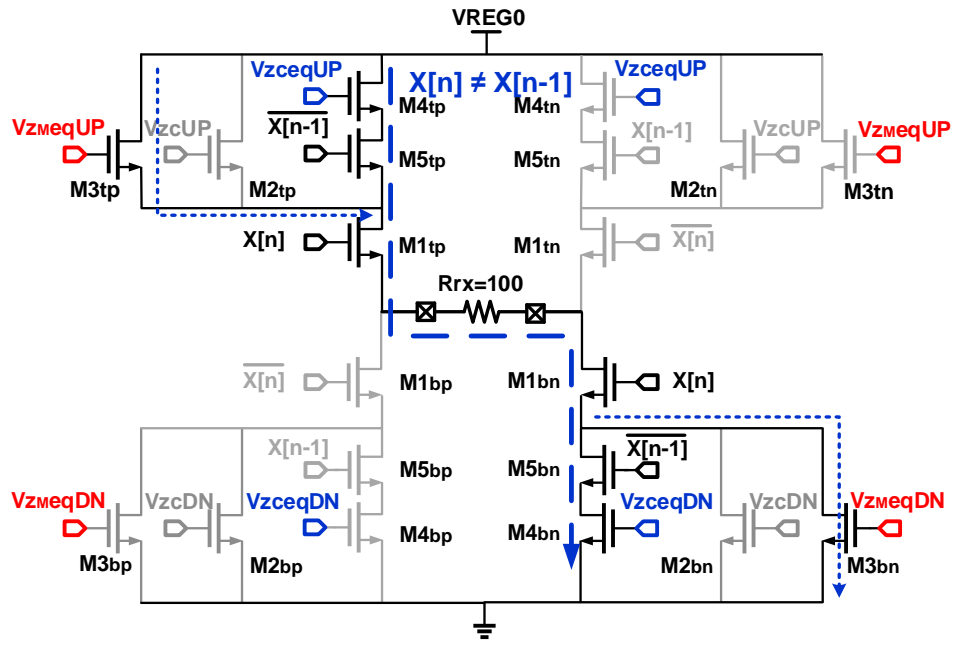 VREG0
VzceqUP
X[n] ≠ X[n-1]
VzceqUP
M4tp
M4tn
X̅[̅n̅-̅1̅]̅
X[n-1]
VzMeqUP
VzcUP
VzcUP
VzMeqUP
M5tp
M5tn
M3tp
M2tp
M2tn
M3tn
X[n]
M1tp
M1tn
X̅[̅n̅]̅
Rrx=100
X̅[̅n̅]̅
M1bp
M1bn
X[n]
X[n-1]
X̅[̅n̅-̅1̅]̅
M5bp
M5bn
VzMeqDN
VzcDN
VzceqDN
VzceqDN
VzcDN
VzMeqDN
M4bp
M4bn
M3bp
M2bp
M2bn
M3bn